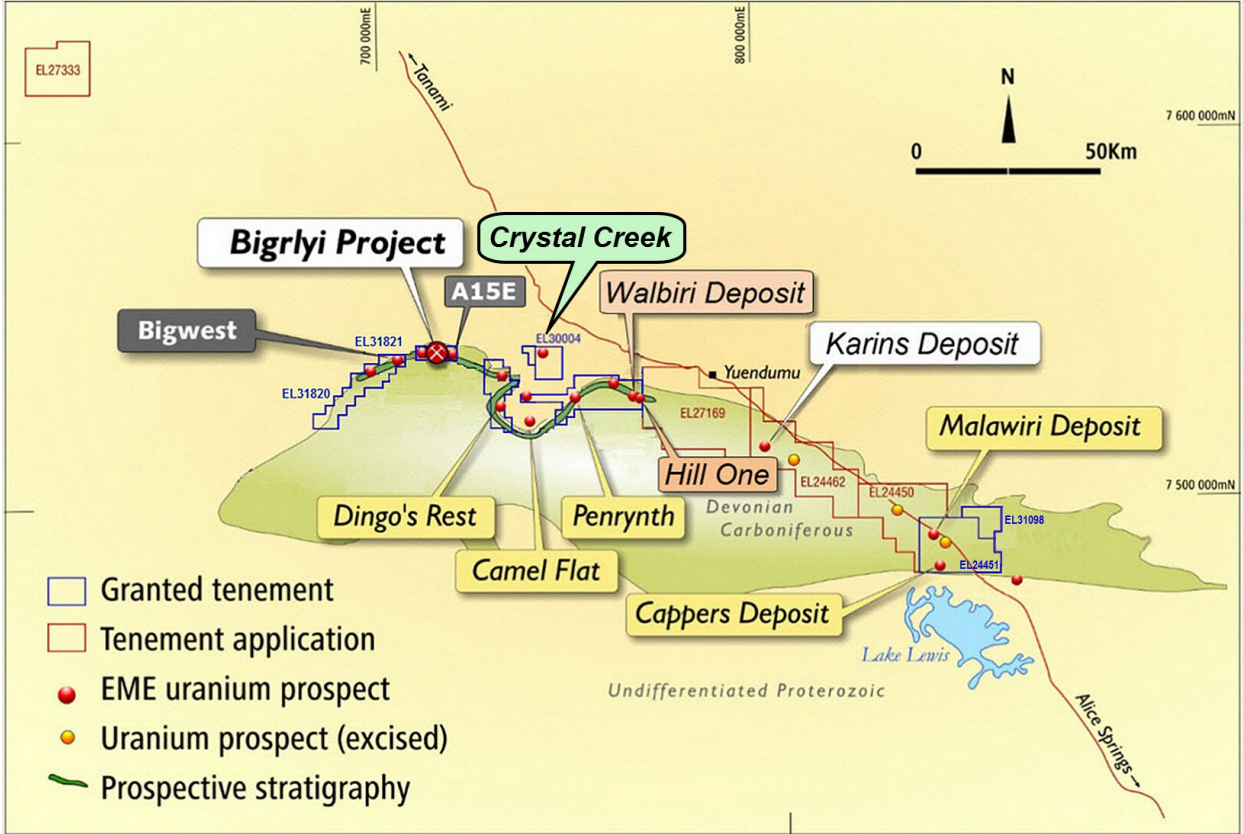 700 000mE
800 000mE
EL27333
Tanami
N
7 600 000mN
0
50Km
Bigrlyi Project
Crystal Creek
A15E
Walbiri Deposit
Bigwest
EL31821
EL30004
Karins Deposit
Yuendumu
EL31820
EL27169
Malawiri Deposit
Hill One
EL24462
EL24450
7 500 000mN
Dingo's Rest
Penrynth
Devonian
Carboniferous
EL31098
Camel Flat
EL24451
Granted tenement
Cappers Deposit
Tenement application
Lake Lewis
EME uranium prospect
Undifferentiated Proterozoic
Uranium prospect (excised)
Alice Springs
Prospective stratigraphy